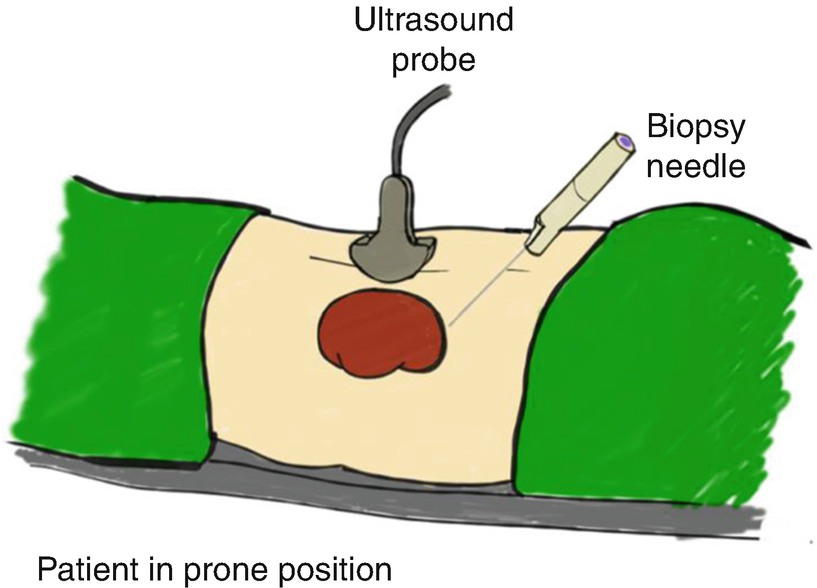 Ultrasound
probe
Biopsy
needle
Patient in prone position